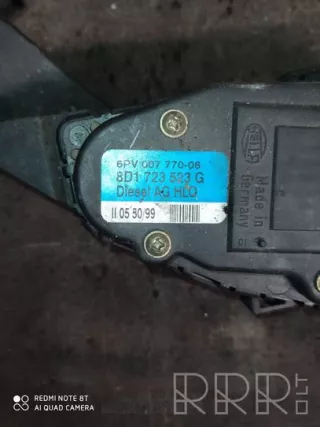 6PV 007 770-06
8D1 723 523 G
Diesel AG HLO
II 05 50/99
HELLA
Made in
Germany
REDMI NOTE 8T
AI QUAD CAMERA
RRR.LT